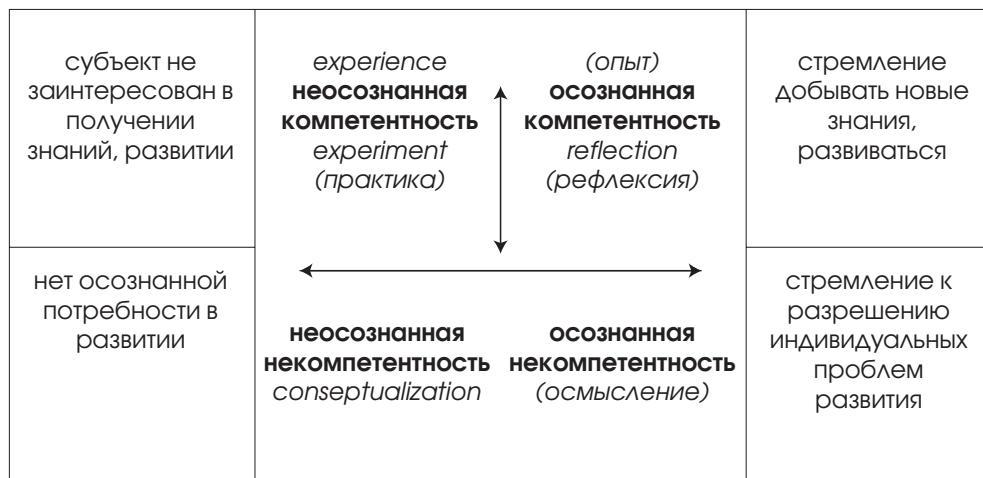 субъект не
заинтересован в
получении
знаний, развитии
experience
неосознанная
компетентность
experiment
(практика)
(опыт)
осознанная
компетентность
reflection
(рефлексия)
стремление
добывать новые
знания,
развиваться
нет осознанной
потребности в
развитии
неосознанная
некомпетентность
conseptualization
осознанная
некомпетентность
(осмысление)
стремление к
разрешению
индивидуальных
проблем
развития